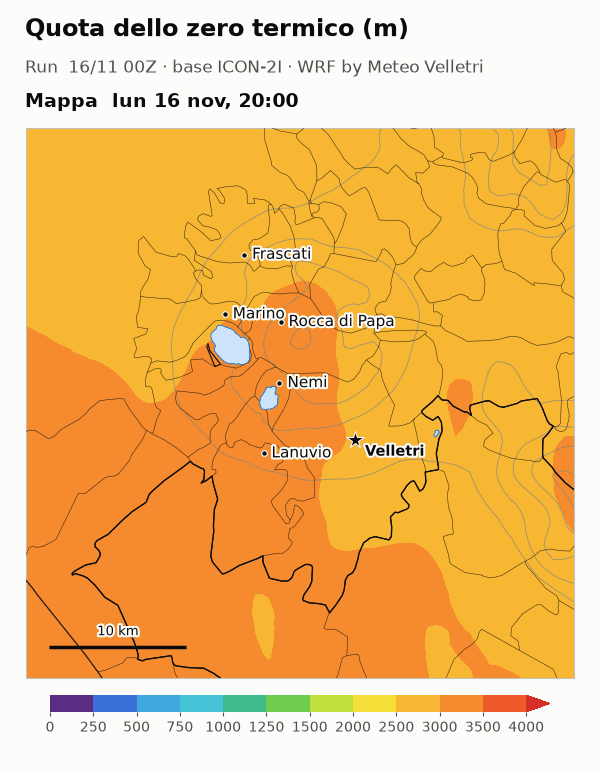 Quota dello zero termico (m)
Run  16/11 00Z · base ICON-2I · WRF by Meteo Velletri
Mappa  lun 16 nov, 20:00
Frascati
Marino
Rocca di Papa
Nemi
Velletri
Lanuvio
10 km
0 250 500 750 1000 1250 1500 2000 2500 3000 3500 4000